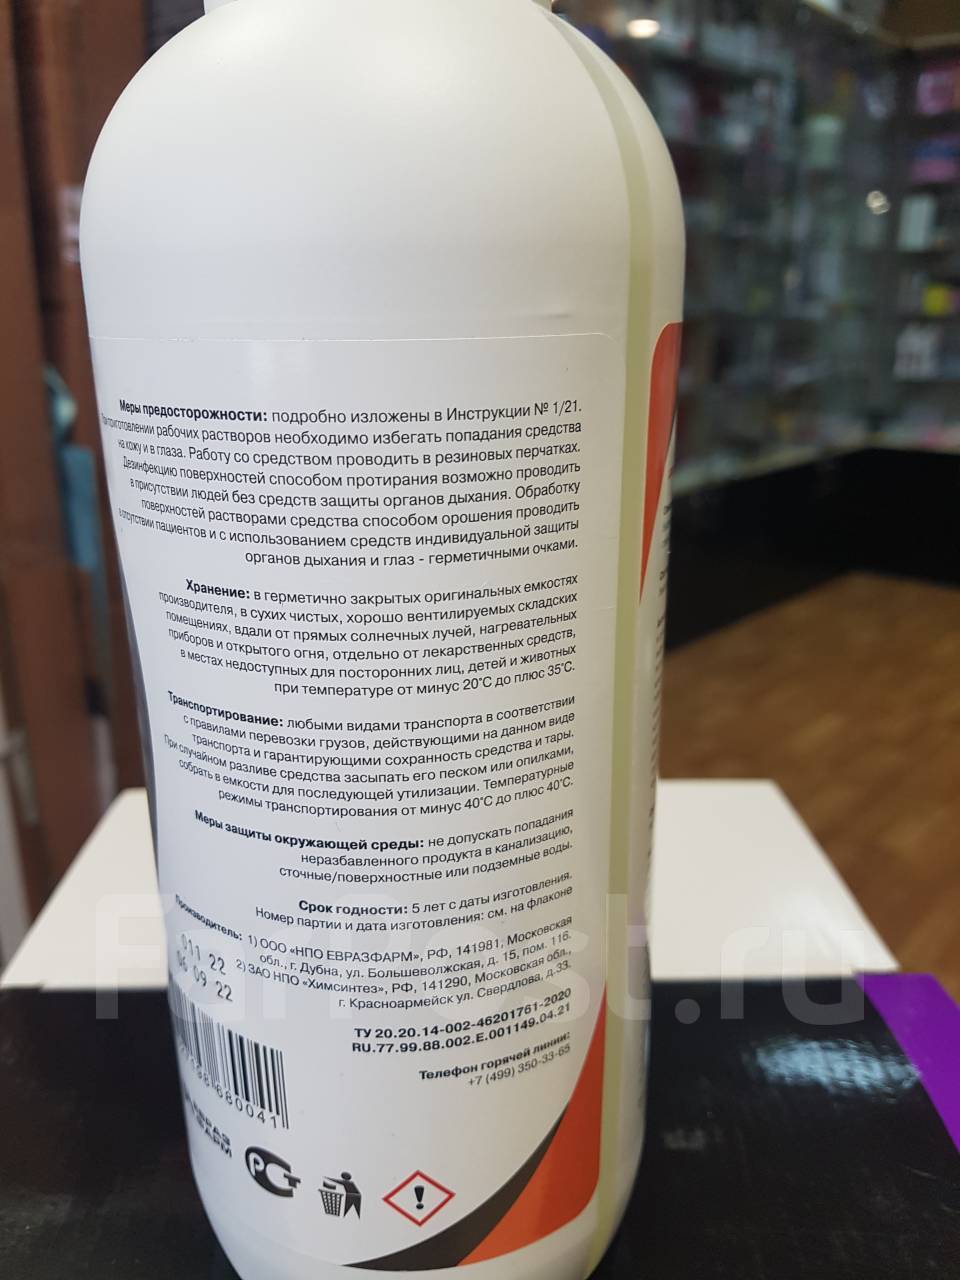 Меры предосторожности: подробно изложены в Инструкции № 1/21.
При приготовлении рабочих растворов необходимо избегать попадания средства
на кожу и в глаза. Работу со средством проводить в резиновых перчатках.
Дезинфекцию поверхностей способом протирания возможно проводить
в присутствии людей без средств защиты органов дыхания. Обработку
поверхностей растворами средства способом орошения проводить
в отсутствии пациентов и с использованием средств индивидуальной защиты
органов дыхания и глаз - герметичными очками.
Хранение: в герметично закрытых оригинальных емкостях
производителя, в сухих чистых, хорошо вентилируемых складских
помещениях, вдали от прямых солнечных лучей, нагревательных
приборов и открытого огня, отдельно от лекарственных средств,
в местах недоступных для посторонних лиц, детей и животных
при температуре от минус 20°С до плюс 35°С.
Транспортирование: любыми видами транспорта в соответствии
с правилами перевозки грузов, действующими на данном виде
транспорта и гарантирующими сохранность средства и тары.
При случайном разливе средства засыпать его песком или опилками,
собрать в емкости для последующей утилизации. Температурные
режимы транспортирования от минус 40°С до плюс 40°С.
Меры защиты окружающей среды: не допускать попадания
неразбавленного продукта в канализацию,
сточные/поверхностные или подземные воды.
Срок годности: 5 лет с даты изготовления.
Номер партии и дата изготовления: см. на флаконе
Производитель: 1) ООО «НПО ЕВРАЗФАРМ», РФ, 141981, Московская
обл., г. Дубна, ул. Большеволжская, д. 15, пом. 116.
2) ЗАО НПО «Химсинтез», РФ, 141290, Московская обл.,
г. Красноармейск ул. Свердлова, д.33.
011 22
06 09 22
ТУ 20.20.14-002-46201761-2020
RU.77.99.88.002.E.001149.04.21
Телефон горячей линии:
+7 (499) 350-33-65
680041
РСТ
FarPost.ru